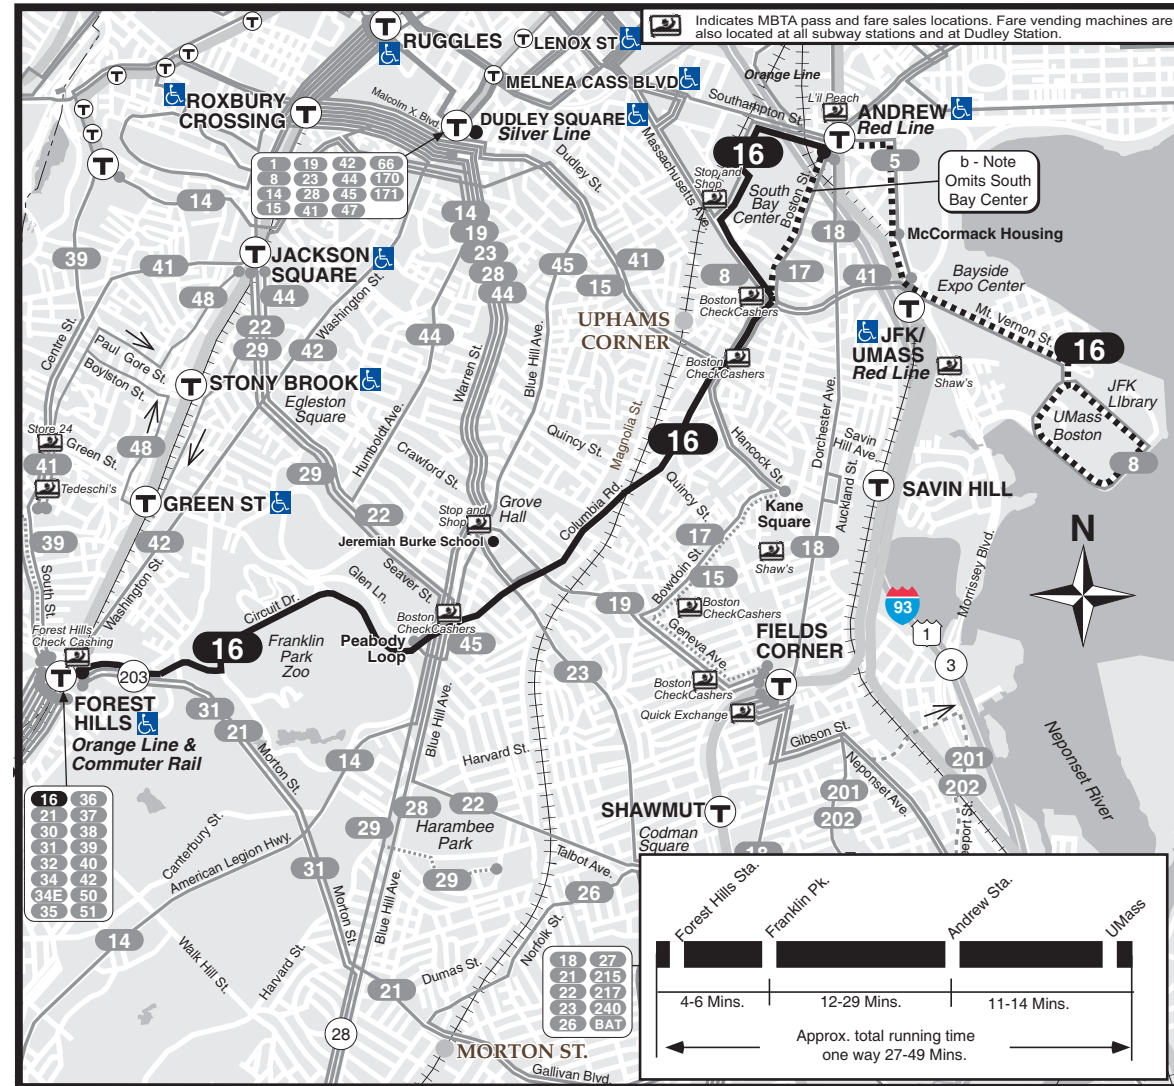 Indicates MBTA pass and fare sales locations. Fare vending machines are
also located at all subway stations and at Dudley Station.
RUGGLES
LENOX ST
MELNEA CASS BLVD
Orange Line
Southampton St.
L'il Peach
ANDREW
Red Line
ROXBURY
CROSSING
Malcolm X. Blvd
DUDLEY SQUARE
Silver Line
1 19 42 66
8 23 44 170
14 28 45 171
15 41 47
Dudley St.
Massachusetts Ave.
16
Stop and
Shop
South
Bay
Center
Boston St.
5
b - Note
Omits South
Bay Center
McCormack Housing
Bayside
Expo Center
Mt. Vernon St.
16
JFK
LIbrary
UMass
Boston
8
14
39
41
48
44
JACKSON
SQUARE
22
29
42
Washington St.
14
19
23
28
44
45
15
41
18
8
17
41
Boston
CheckCashers
UPHAMS
CORNER
Boston
CheckCashers
JFK/
UMASS
Red Line
Shaw's
Centre St.
Paul Gore St.
Boylston St.
STONY BROOK
Egleston
Square
44
Warren St.
Blue Hill Ave.
Humboldt Ave.
Crawford St.
Quincy St.
Magnolia St.
16
Hancock St.
Dorchester Ave.
Savin
Hill Ave.
Auckland St.
SAVIN HILL
Store 24
Green St.
41
Tedeschi's
48
GREEN ST
29
22
Stop and
Shop
Grove
Hall
Jeremiah Burke School
Columbia Rd.
Quincy St.
Kane
Square
17
Bowdoin St.
15
Shaw's
18
39
42
South St.
Washington St.
Seaver St.
Glen Ln.
Circuit Dr.
Boston
CheckCashers
19
Boston
CheckCashers
Geneva Ave.
FIELDS
CORNER
93
1
3
Morrissey Blvd.
N
Forest Hills
Check Cashing
16
Franklin
Park
Zoo
Peabody
Loop
45
203
FOREST
HILLS
Orange Line &
Commuter Rail
31
21
Morton St.
23
Boston
CheckCashers
Quick Exchange
Gibson St.
Neponset Ave.
201
202
Neponset River
Blue Hill Ave.
14
Harvard St.
28
22
29
Harambee
Park
29
SHAWMUT
Codman
Square
201
202
18
16 36
21 37
30 38
31 39
32 40
34 42
34E 50
35 51
Canterbury St.
American Legion Hwy.
31
Morton St.
Blue Hill Ave.
Talbot Ave.
26
Norfolk St.
14
Walk Hill St.
Harvard St.
21
Dumas St.
28
18 27
21 215
22 217
23 240
26 BAT
MORTON ST.
Gallivan Blvd.
Forest Hills Sta.
Franklin Pk.
Andrew Sta.
UMass
4-6 Mins.
12-29 Mins.
11-14 Mins.
Approx. total running time
one way 27-49 Mins.